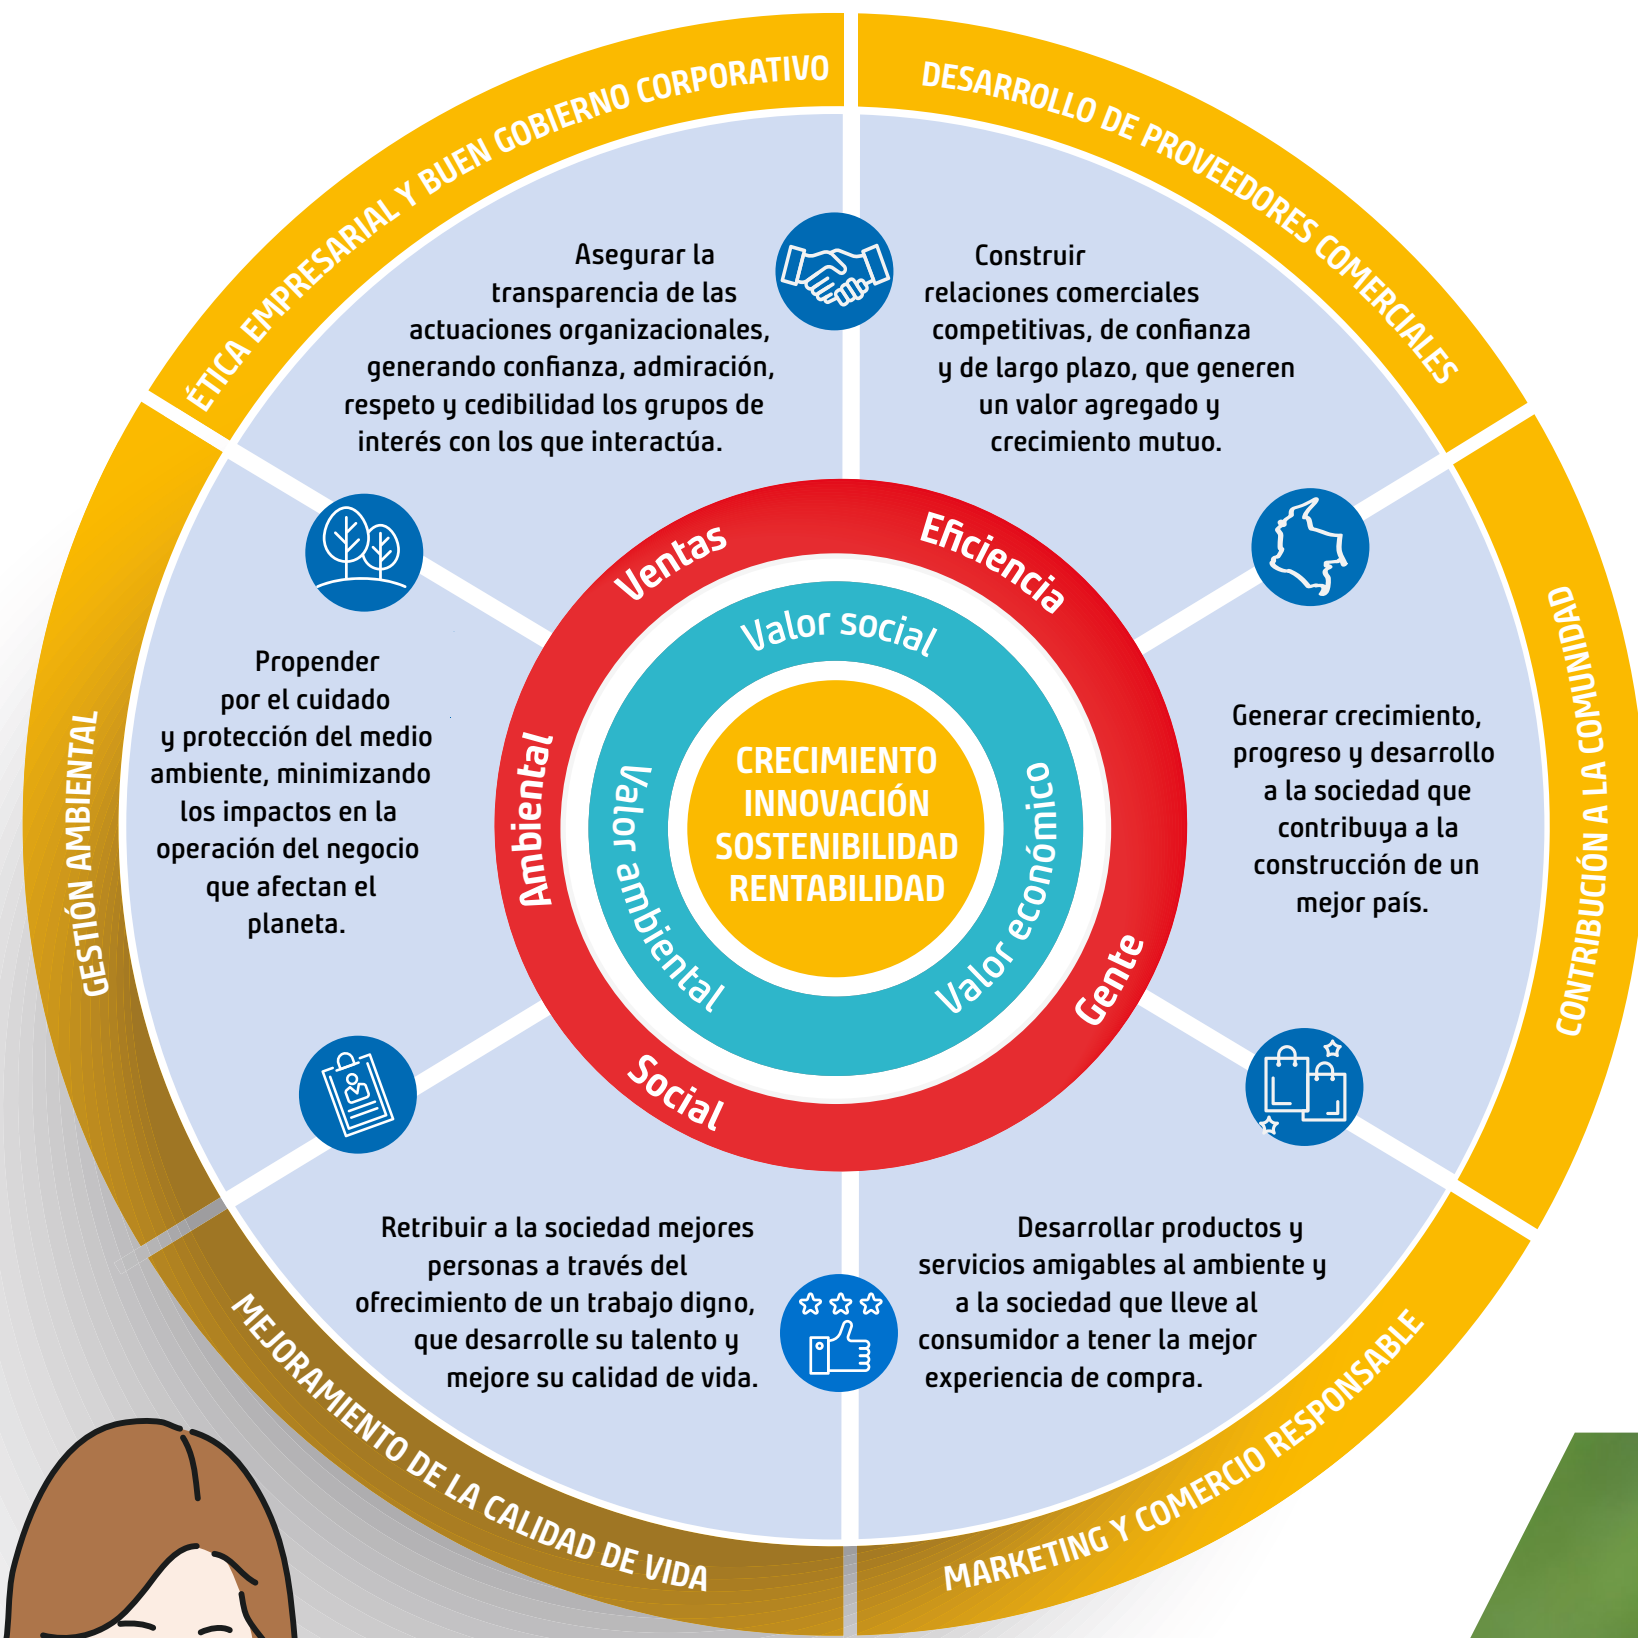 ÉTICA EMPRESARIAL Y BUEN GOBIERNO CORPORATIVO
Asegurar la
transparencia de las
actuaciones organizacionales,
generando confianza, admiración,
respeto y cedibilidad los grupos de
interés con los que interactúa.
DESARROLLO DE PROVEEDORES COMERCIALES
Construir
relaciones comerciales
competitivas, de confianza
y de largo plazo, que generen
un valor agregado y
crecimiento mutuo.
CONTRIBUCIÓN A LA COMUNIDAD
Generar crecimiento,
progreso y desarrollo
a la sociedad que
contribuya a la
construcción de un
mejor país.
MARKETING Y COMERCIO RESPONSABLE
Desarrollar productos y
servicios amigables al ambiente y
a la sociedad que lleve al
consumidor a tener la mejor
experiencia de compra.
MEJORAMIENTO DE LA CALIDAD DE VIDA
Retribuir a la sociedad mejores
personas a través del
ofrecimiento de un trabajo digno,
que desarrolle su talento y
mejore su calidad de vida.
GESTIÓN AMBIENTAL
Propender
por el cuidado
y protección del medio
ambiente, minimizando
los impactos en la
operación del negocio
que afectan el
planeta.
Ventas
Eficiencia
Gente
Social
Ambiental
Valor social
Valor económico
Valor ambiental
CRECIMIENTO
INNOVACIÓN
SOSTENIBILIDAD
RENTABILIDAD